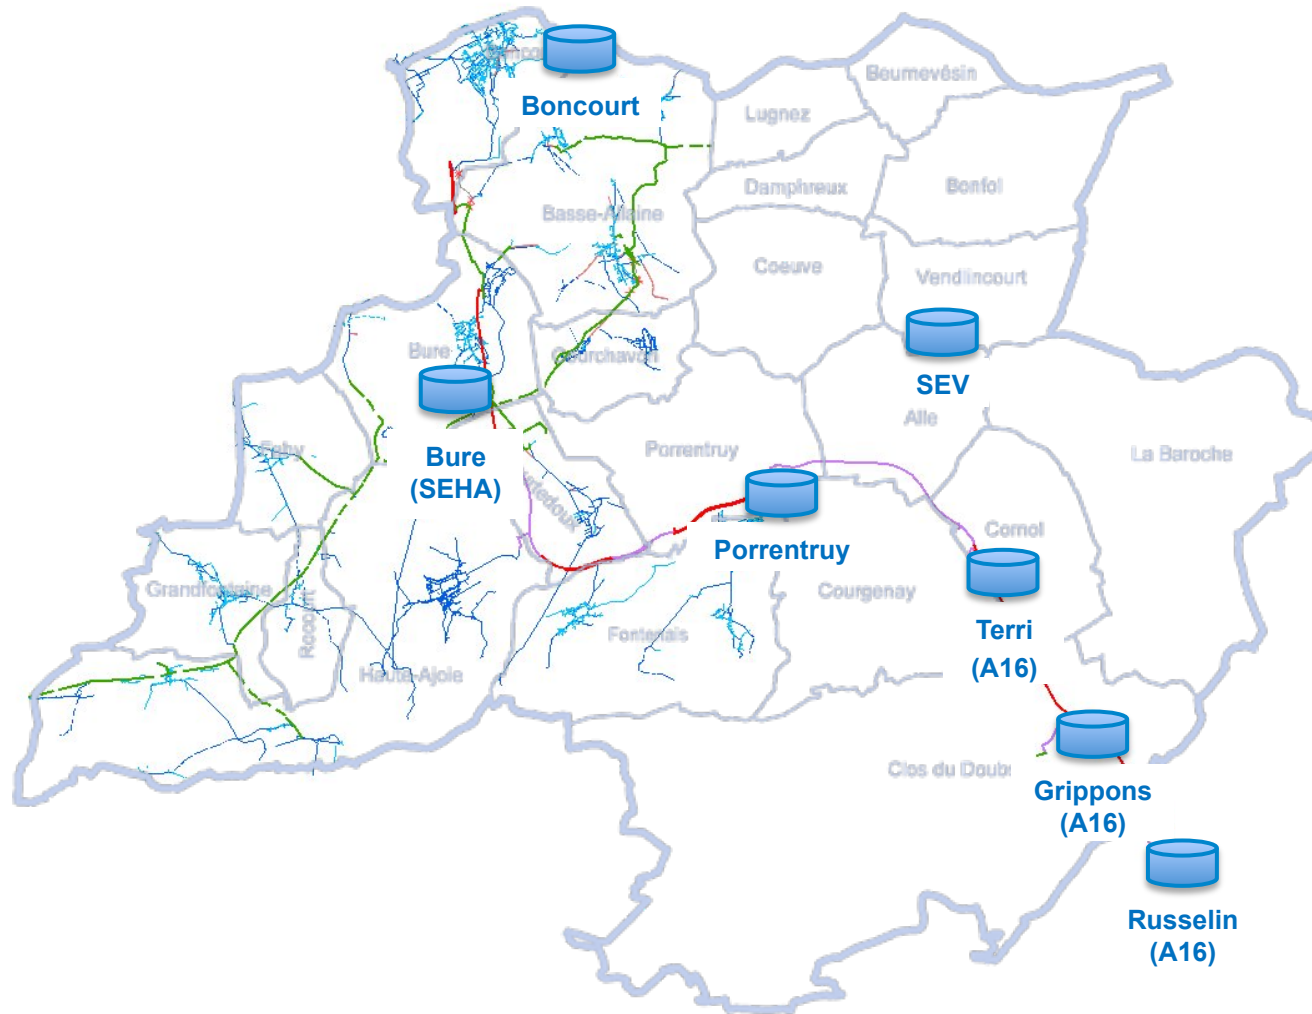 Boncourt
Beurnevésin
Lugnez
Damphreux
Bonfol
Basse-Allaine
Coeuve
Vendlincourt
Bure
Courchavon
SEV
Alle
Fahy
Porrentruy
La Baroche
Bure
(SEHA)
Cornol
Porrentruy
Grandfontaine
Courgenay
Rocourt
Fontenais
Terri
(A16)
Haute-Ajoie
Clos du Doubs
Grippons
(A16)
Russelin
(A16)